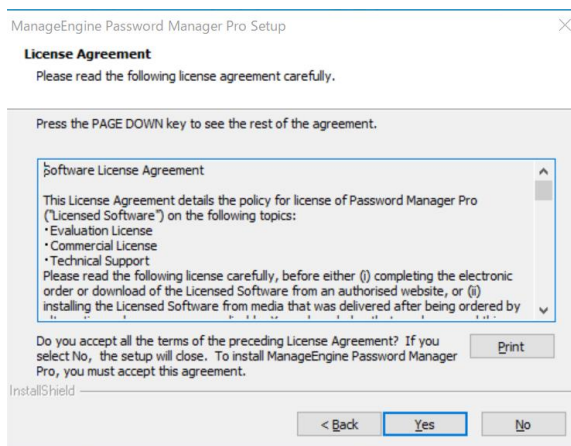 ManageEngine Password Manager Pro Setup
License Agreement
Please read the following license agreement carefully.
Press the PAGE DOWN key to see the rest of the agreement.
Software License Agreement
This License Agreement details the policy for license of Password Manager Pro
("Licensed Software") on the following topics:
· Evaluation License
· Commercial License
· Technical Support
Please read the following license carefully, before either (i) completing the electronic
order or download of the Licensed Software from an authorised website, or (ii)
installing the Licensed Software from media that was delivered after being ordered by
Do you accept all the terms of the preceding License Agreement? If you
select No, the setup will close. To install ManageEngine Password Manager
Pro, you must accept this agreement.
Print
InstallShield
< Back
Yes
No